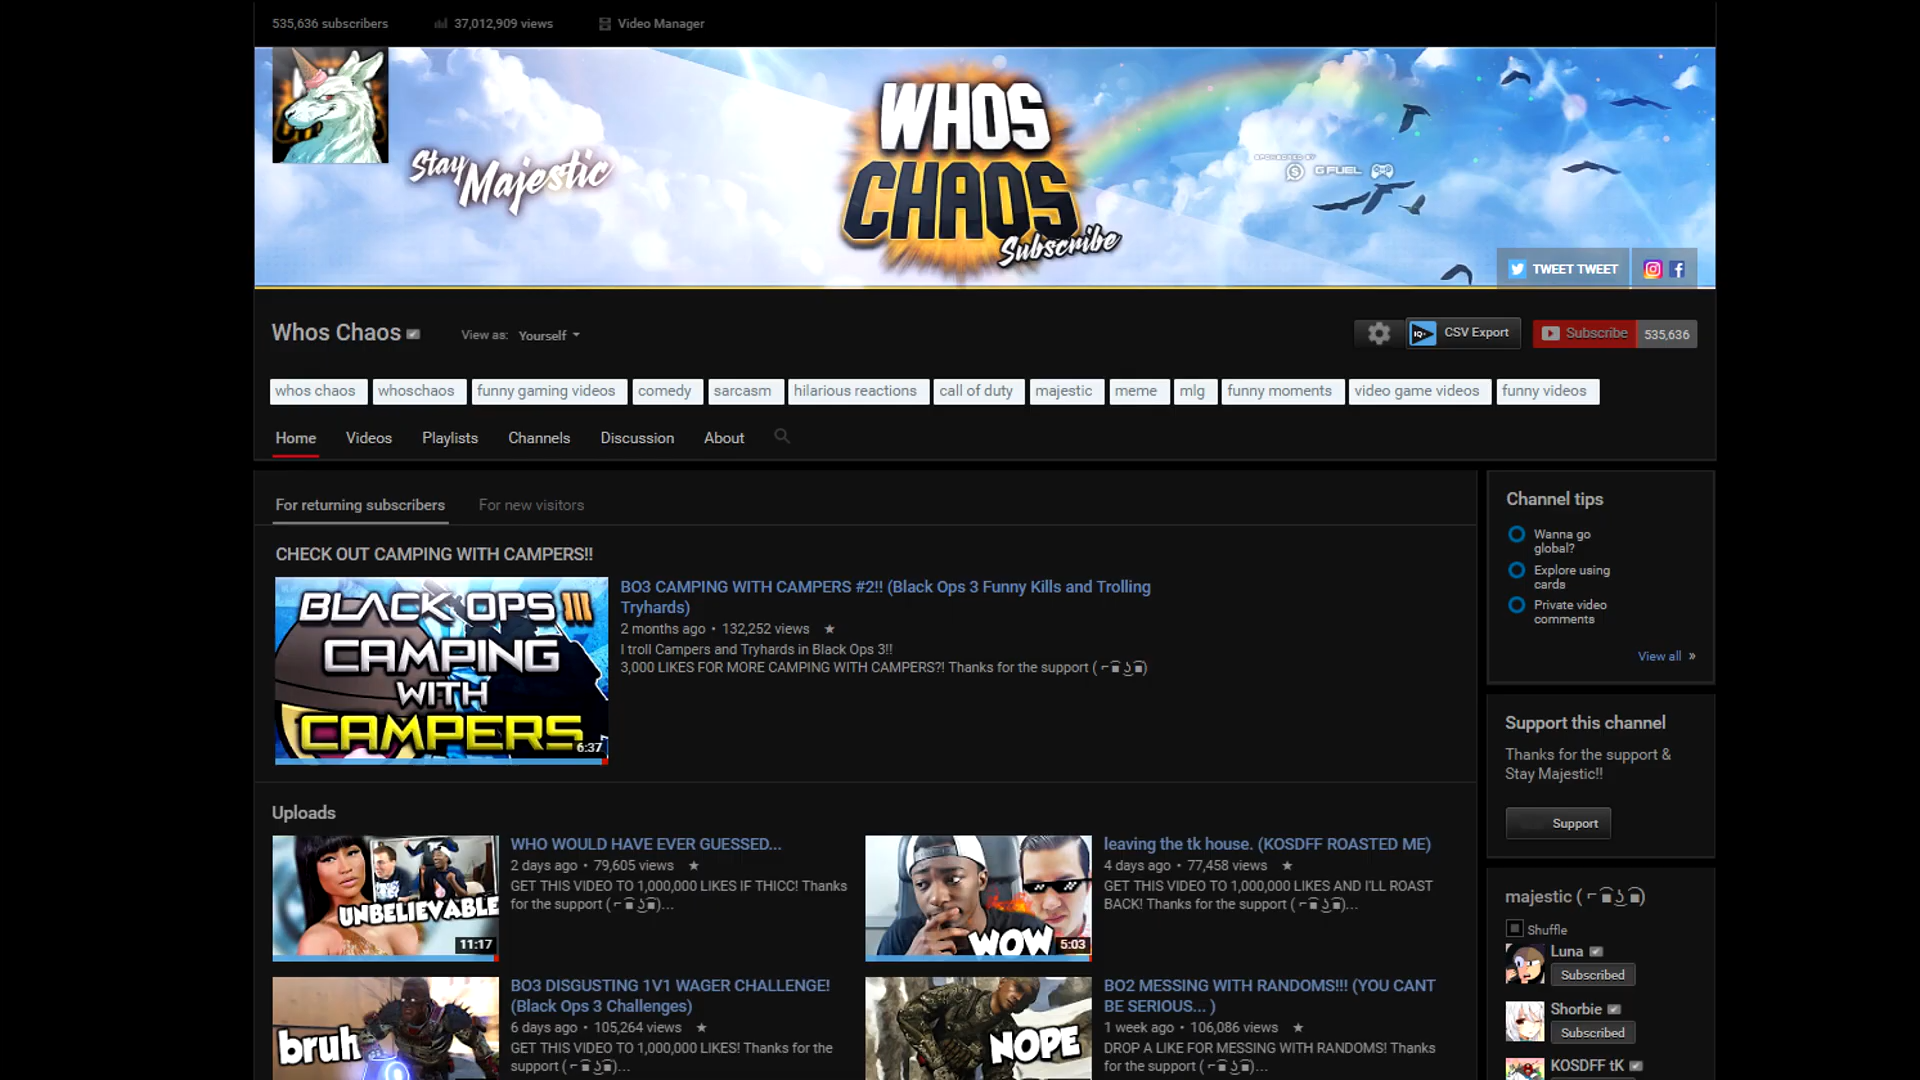 535,636 subscribers 37,012,909 views Video Manager
Stay Majestic
WHOS CHAOS
Subscribe
SPONSORED BY
G FUEL
TWEET TWEET
Whos Chaos View as: Yourself
CSV Export Subscribe 535,636
whos chaos whoschaos funny gaming videos comedy sarcasm hilarious reactions call of duty majestic meme mlg funny moments video game videos funny videos
Home Videos Playlists Channels Discussion About
For returning subscribers For new visitors
CHECK OUT CAMPING WITH CAMPERS!!
BLACK OPS III
CAMPING
WITH
CAMPERS
6:37
BO3 CAMPING WITH CAMPERS #2!! (Black Ops 3 Funny Kills and Trolling
Tryhards)
2 months ago • 132,252 views ★
I troll Campers and Tryhards in Black Ops 3!!
3,000 LIKES FOR MORE CAMPING WITH CAMPERS?! Thanks for the support ( ⌐■ ͜ʖ■)
Uploads
UNBELIEVABLE
11:17
WHO WOULD HAVE EVER GUESSED...
2 days ago • 79,605 views ★
GET THIS VIDEO TO 1,000,000 LIKES IF THICC! Thanks
for the support ( ⌐■ ͜ʖ■)...
WOW
5:03
leaving the tk house. (KOSDFF ROASTED ME)
4 days ago • 77,458 views ★
GET THIS VIDEO TO 1,000,000 LIKES AND I'LL ROAST
BACK! Thanks for the support ( ⌐■ ͜ʖ■)...
bruh
BO3 DISGUSTING 1V1 WAGER CHALLENGE!
(Black Ops 3 Challenges)
6 days ago • 105,264 views ★
GET THIS VIDEO TO 1,000,000 LIKES! Thanks for the
support ( ⌐■ ͜ʖ■)...
NOPE
BO2 MESSING WITH RANDOMS!!! (YOU CANT
BE SERIOUS... )
1 week ago • 106,086 views ★
DROP A LIKE FOR MESSING WITH RANDOMS! Thanks
for the support ( ⌐■ ͜ʖ■)...
Channel tips
Wanna go
global?
Explore using
cards
Private video
comments
View all »
Support this channel
Thanks for the support &
Stay Majestic!!
Support
majestic ( ⌐■ ͜ʖ■)
Shuffle
Luna
Subscribed
Shorbie
Subscribed
KOSDFF tK